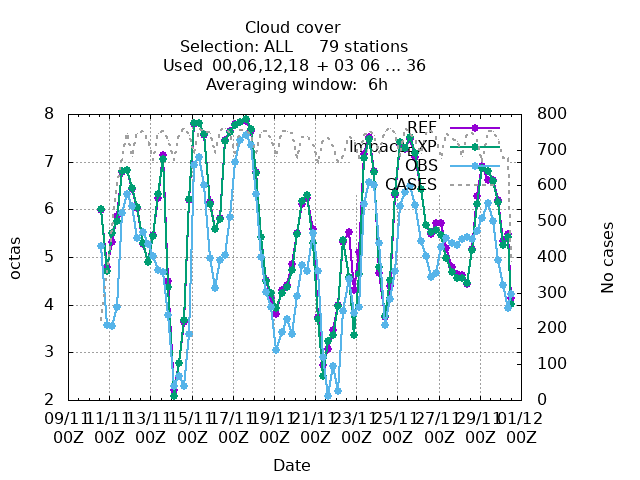 Cloud cover
Selection: ALL 79 stations
Used 00,06,12,18 + 03 06 ... 36
Averaging window: 6h
8 800
REF
Impact_EXP
7 700
OBS
CASES
6 600
5 500
octas
No cases
400
4 300
3 200
100
2 0
09/11 11/11 13/11 15/11 17/11 19/11 21/11 23/11 25/11 27/11 29/11 01/12
00Z 00Z 00Z 00Z 00Z 00Z 00Z 00Z 00Z 00Z 00Z 00Z
Date